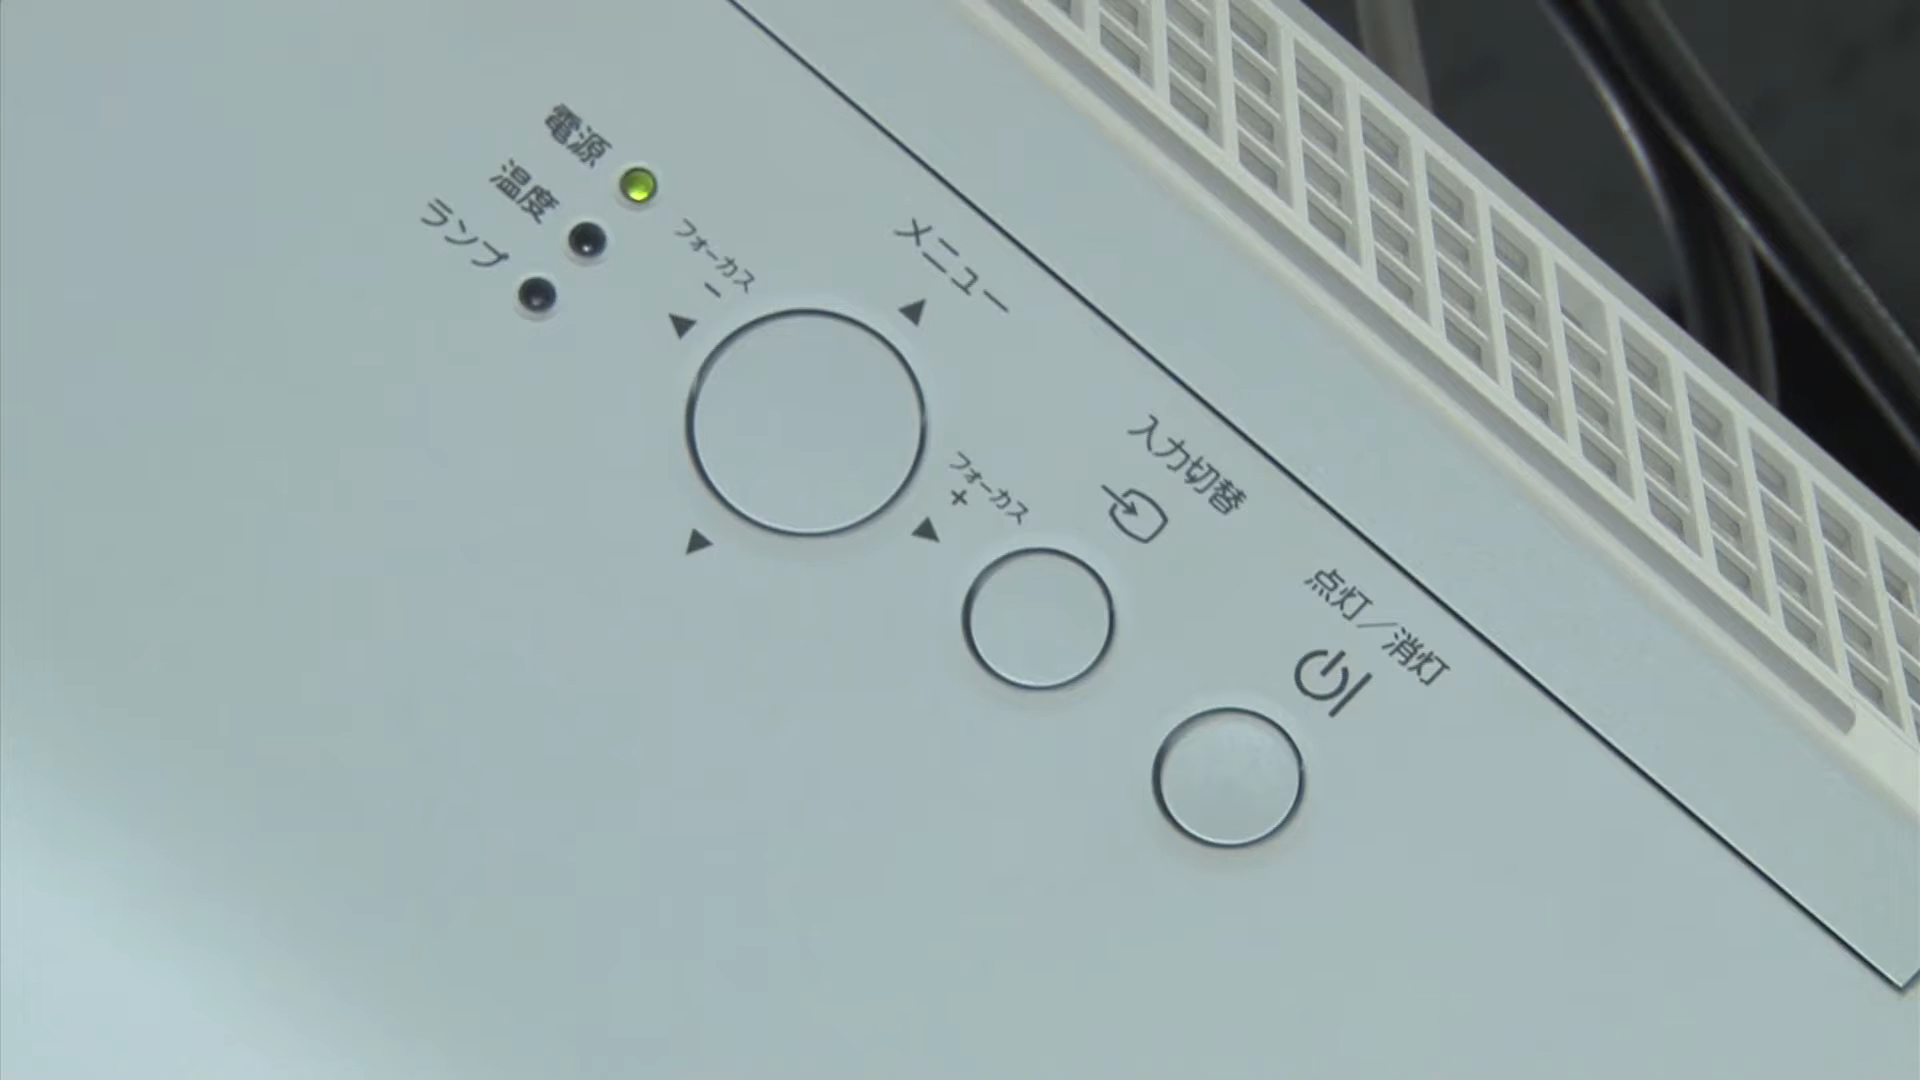 電源
温度
ランプ
フォーカス
－
メニュー
フォーカス
＋
入力切替
点灯／消灯